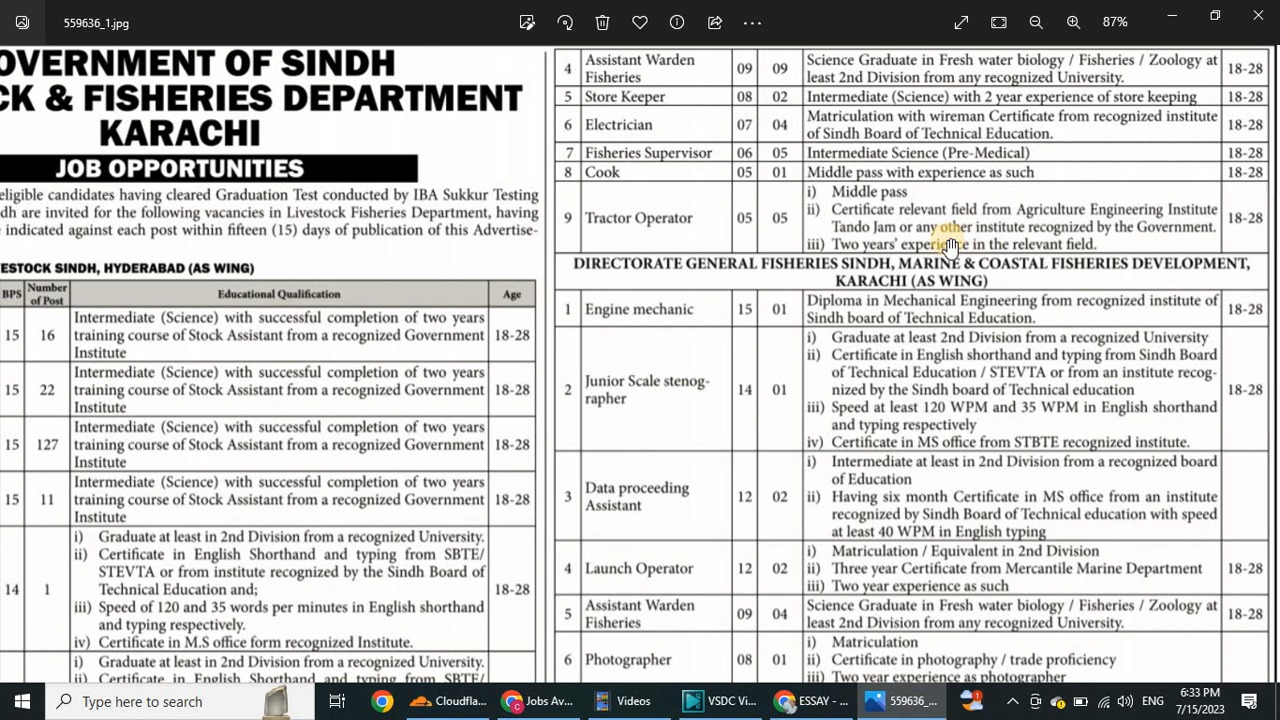 559636_1.jpg
87%
OVERNMENT OF SINDH
CK & FISHERIES DEPARTMENT
KARACHI
JOB OPPORTUNITIES
eligible candidates having cleared Graduation Test conducted by IBA Sukkur Testing
dh are invited for the following vacancies in Livestock Fisheries Department, having
indicated against each post within fifteen (15) days of publication of this Advertise-
ESTOCK SINDH, HYDERABAD (AS WING)
BPS Number of Post Educational Qualification Age
15 16 Intermediate (Science) with successful completion of two years
training course of Stock Assistant from a recognized Government
Institute 18-28
15 22 Intermediate (Science) with successful completion of two years
training course of Stock Assistant from a recognized Government
Institute 18-28
15 127 Intermediate (Science) with successful completion of two years
training course of Stock Assistant from a recognized Government
Institute 18-28
15 11 Intermediate (Science) with successful completion of two years
training course of Stock Assistant from a recognized Government
Institute 18-28
14 1 i) Graduate at least in 2nd Division from a recognized University.
ii) Certificate in English Shorthand and typing from SBTE/
STEVTA or from institute recognized by the Sindh Board of
Technical Education and;
iii) Speed of 120 and 35 words per minutes in English shorthand
and typing respectively.
iv) Certificate in M.S office form recognized Institute. 18-28
i) Graduate at least in 2nd Division from a recognized University.
ii) Certificate in English Shorthand and typing from SBTE/
4 Assistant Warden Fisheries 09 09 Science Graduate in Fresh water biology / Fisheries / Zoology at
least 2nd Division from any recognized University. 18-28
5 Store Keeper 08 02 Intermediate (Science) with 2 year experience of store keeping 18-28
6 Electrician 07 04 Matriculation with wireman Certificate from recognized institute
of Sindh Board of Technical Education. 18-28
7 Fisheries Supervisor 06 05 Intermediate Science (Pre-Medical) 18-28
8 Cook 05 01 Middle pass with experience as such 18-28
9 Tractor Operator 05 05 i) Middle pass
ii) Certificate relevant field from Agriculture Engineering Institute
Tando Jam or any other institute recognized by the Government.
iii) Two years' experience in the relevant field. 18-28
DIRECTORATE GENERAL FISHERIES SINDH, MARINE & COASTAL FISHERIES DEVELOPMENT,
KARACHI (AS WING)
1 Engine mechanic 15 01 Diploma in Mechanical Engineering from recognized institute of
Sindh board of Technical Education. 18-28
2 Junior Scale stenog-rapher 14 01 i) Graduate at least 2nd Division from a recognized University
ii) Certificate in English shorthand and typing from Sindh Board
of Technical Education / STEVTA or from an institute recog-
nized by the Sindh board of Technical education
iii) Speed at least 120 WPM and 35 WPM in English shorthand
and typing respectively
iv) Certificate in MS office from STBTE recognized institute. 18-28
3 Data proceeding Assistant 12 02 i) Intermediate at least in 2nd Division from a recognized board
of Education
ii) Having six month Certificate in MS office from an institute
recognized by Sindh Board of Technical education with speed
at least 40 WPM in English typing
4 Launch Operator 12 02 i) Matriculation / Equivalent in 2nd Division
ii) Three year Certificate from Mercantile Marine Department
iii) Two year experience as such 18-28
5 Assistant Warden Fisheries 09 04 Science Graduate in Fresh water biology / Fisheries / Zoology at
least 2nd Division from any recognized University. 18-28
6 Photographer 08 01 i) Matriculation
ii) Certificate in photography / trade proficiency
iii) Two year experience as photographer 18-28
Type here to search
Cloudfla...
Jobs Av...
Videos
VSDC Vi...
ESSAY - ...
559636_...
ENG
6:33 PM
7/15/2023